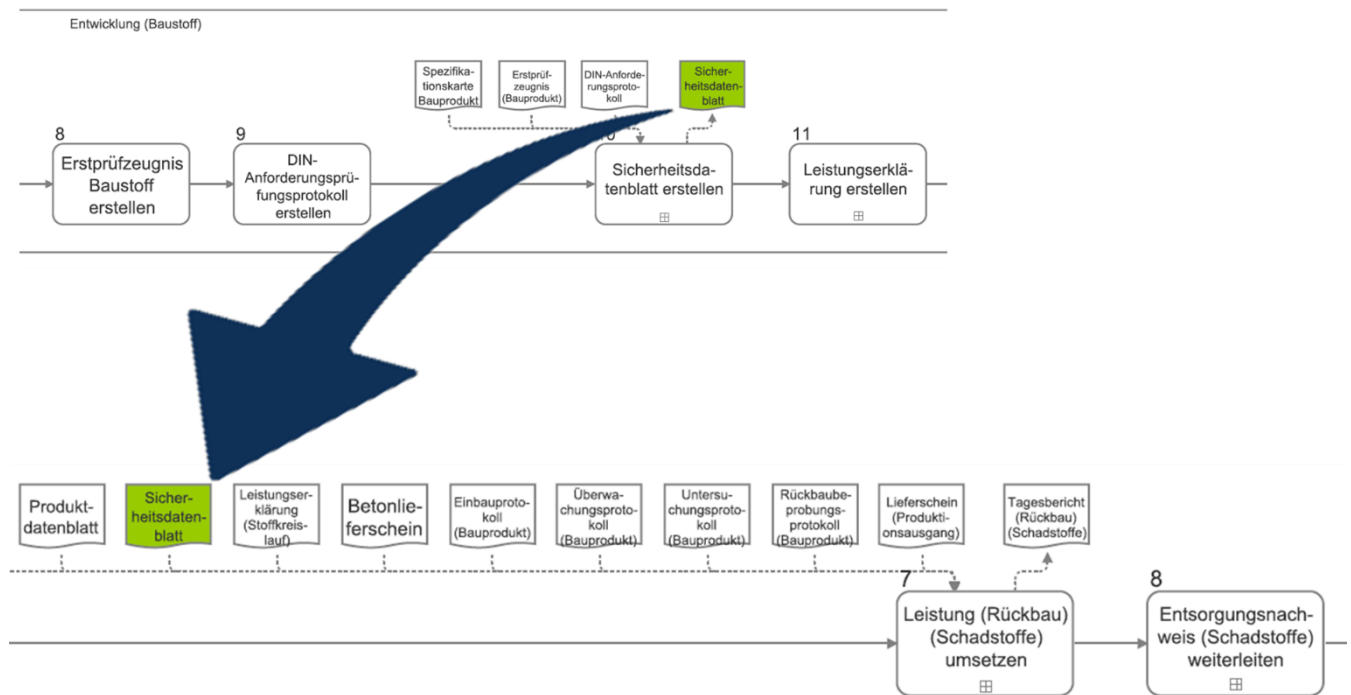 Entwicklung (Baustoff)
Spezifika-
tionskarte
Bauprodukt
Erstprüf-
zeugnis
(Bauprodukt)
DIN-Anforde-
rungsproto-
koll
Sicher-
heitsdaten-
blatt
8
Erstprüfzeugnis
Baustoff
erstellen
9
DIN-
Anforderungsprü-
fungsprotokoll
erstellen
Sicherheitsda-
tenblatt erstellen
11
Leistungserklä-
rung erstellen
Produkt-
datenblatt
Sicher-
heitsdaten-
blatt
Leistungser-
klärung
(Stoffkreis-
lauf)
Betonlie-
ferschein
Einbauproto-
koll
(Bauprodukt)
Überwa-
chungsproto-
koll
(Bauprodukt)
Untersu-
chungsproto-
koll
(Bauprodukt)
Rückbaube-
probungs-
protokoll
(Bauprodukt)
Lieferschein
(Produkti-
onsausgang)
Tagesbericht
(Rückbau)
(Schadstoffe)
7
Leistung (Rückbau)
(Schadstoffe)
umsetzen
8
Entsorgungsnach-
weis (Schadstoffe)
weiterleiten